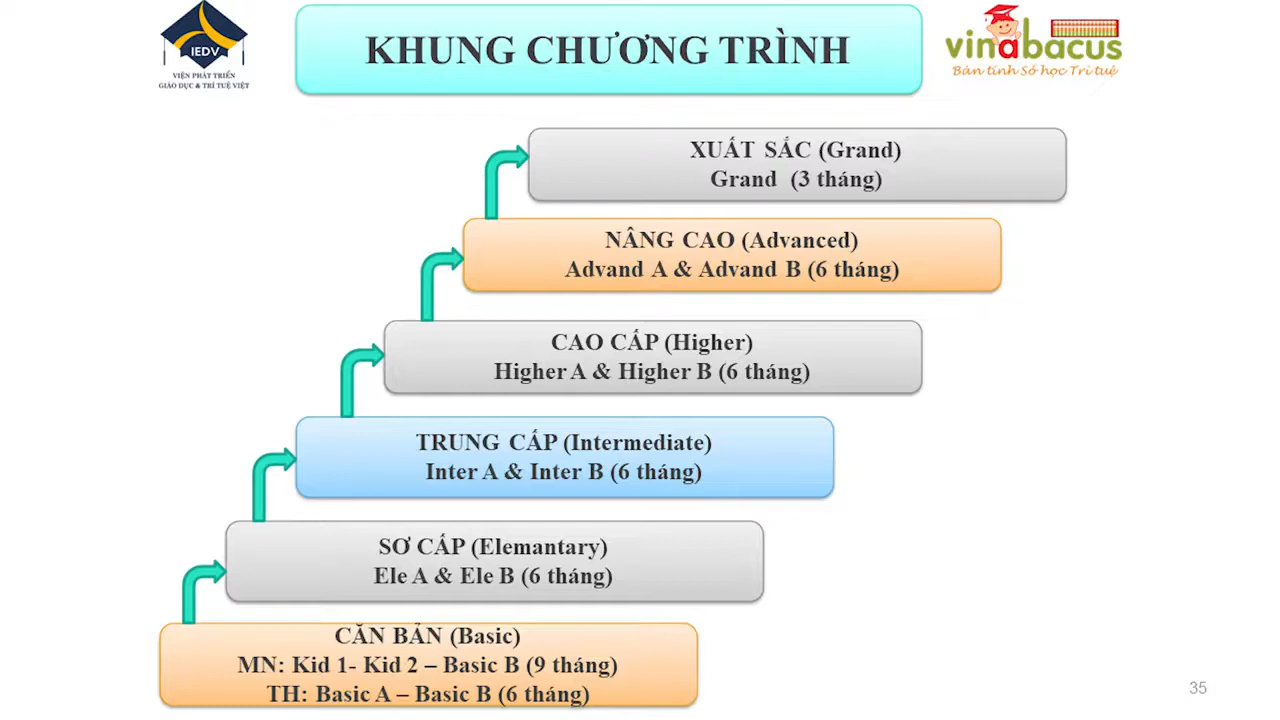 IEDV
VIỆN PHÁT TRIỂN
GIÁO DỤC & TRÍ TUỆ VIỆT
KHUNG CHƯƠNG TRÌNH
vinabacus
Bàn tính Số học Trí tuệ
XUẤT SẮC (Grand)
Grand (3 tháng)
NÂNG CAO (Advanced)
Advand A & Advand B (6 tháng)
CAO CẤP (Higher)
Higher A & Higher B (6 tháng)
TRUNG CẤP (Intermediate)
Inter A & Inter B (6 tháng)
SƠ CẤP (Elemantary)
Ele A & Ele B (6 tháng)
CĂN BẢN (Basic)
MN: Kid 1- Kid 2 – Basic B (9 tháng)
TH: Basic A – Basic B (6 tháng)
35